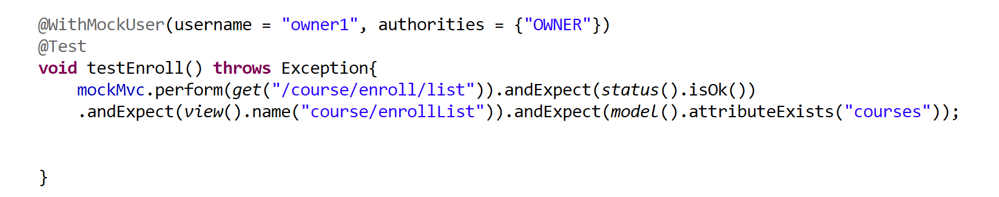 @WithMockUser(username = "owner1", authorities = {"OWNER"})
@Test
void testEnroll() throws Exception{
mockMvc.perform(get("/course/enroll/list")).andExpect(status().isOk())
.andExpect(view().name("course/enrollList")).andExpect(model().attributeExists("courses"));
}